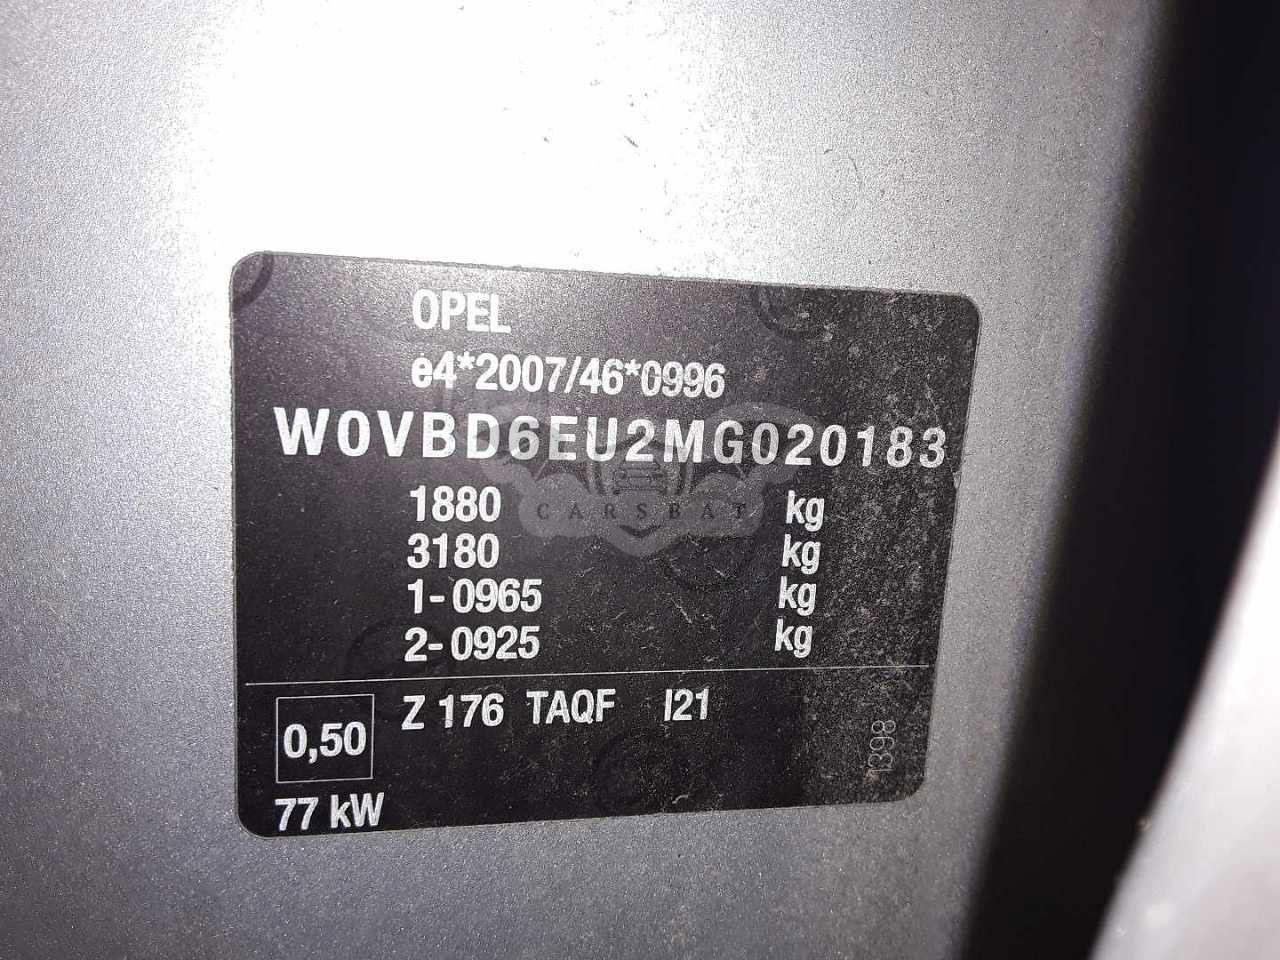 OPEL
e4*2007/46*0996
W0VBD6EU2MG020183
1880 kg
3180 kg
1-0965 kg
2-0925 kg
0,50 Z 176 TAQF I21
77 kW
1398
CARSBAT